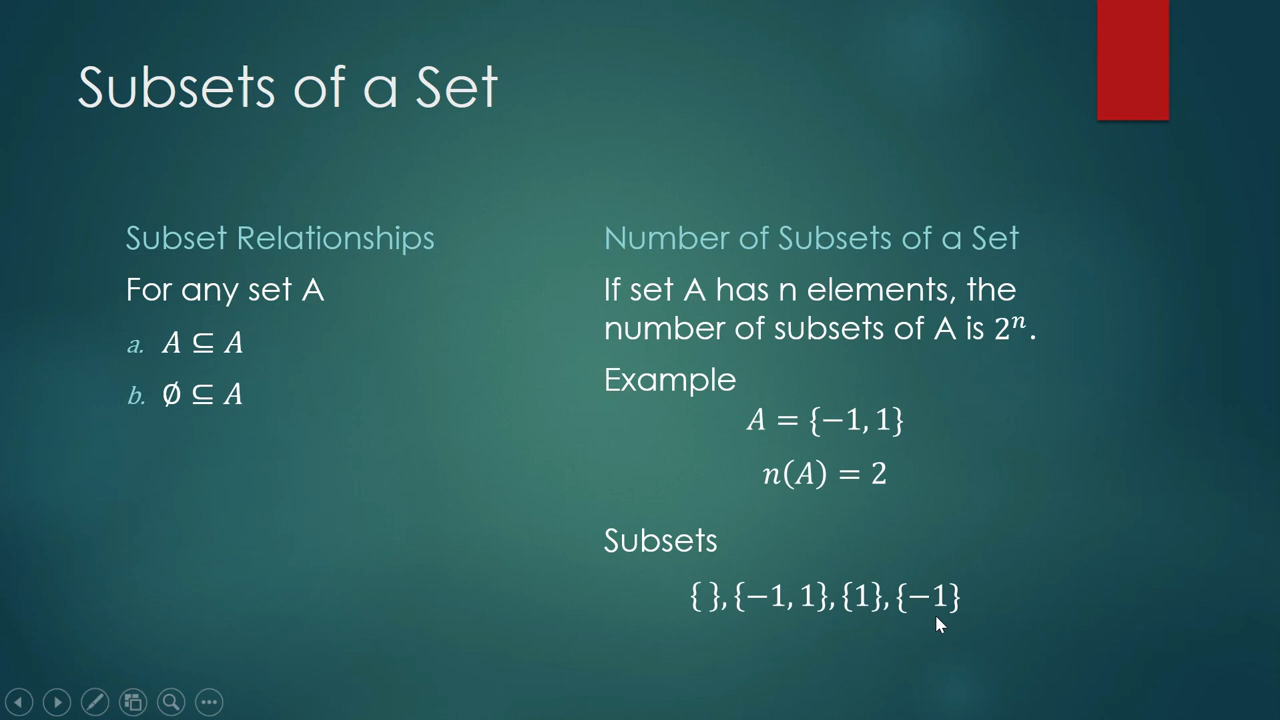 Subsets of a Set
Subset Relationships
For any set A
a. A ⊆ A
b. ∅ ⊆ A
Number of Subsets of a Set
If set A has n elements, the
number of subsets of A is 2ⁿ.
Example
A = {−1, 1}
n(A) = 2
Subsets
{ }, {−1, 1}, {1}, {−1}